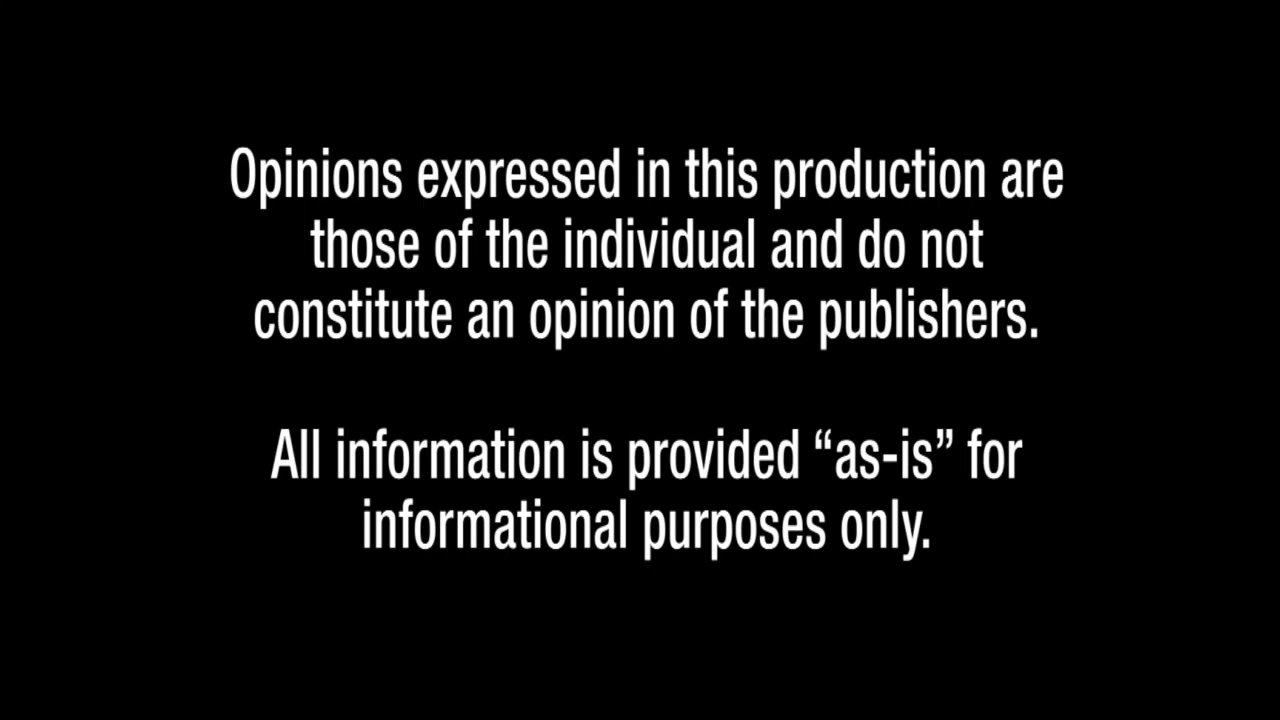 Opinions expressed in this production are
those of the individual and do not
constitute an opinion of the publishers.
All information is provided “as-is” for
informational purposes only.